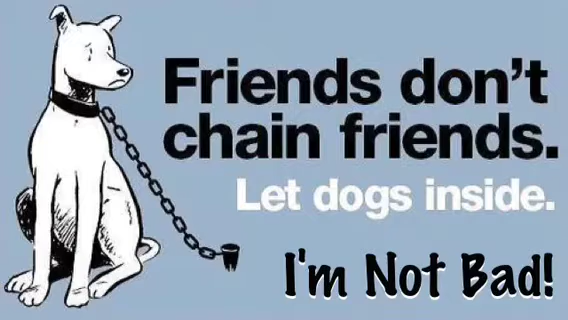 Friends don't
chain friends.
Let dogs inside.
I'm Not Bad!